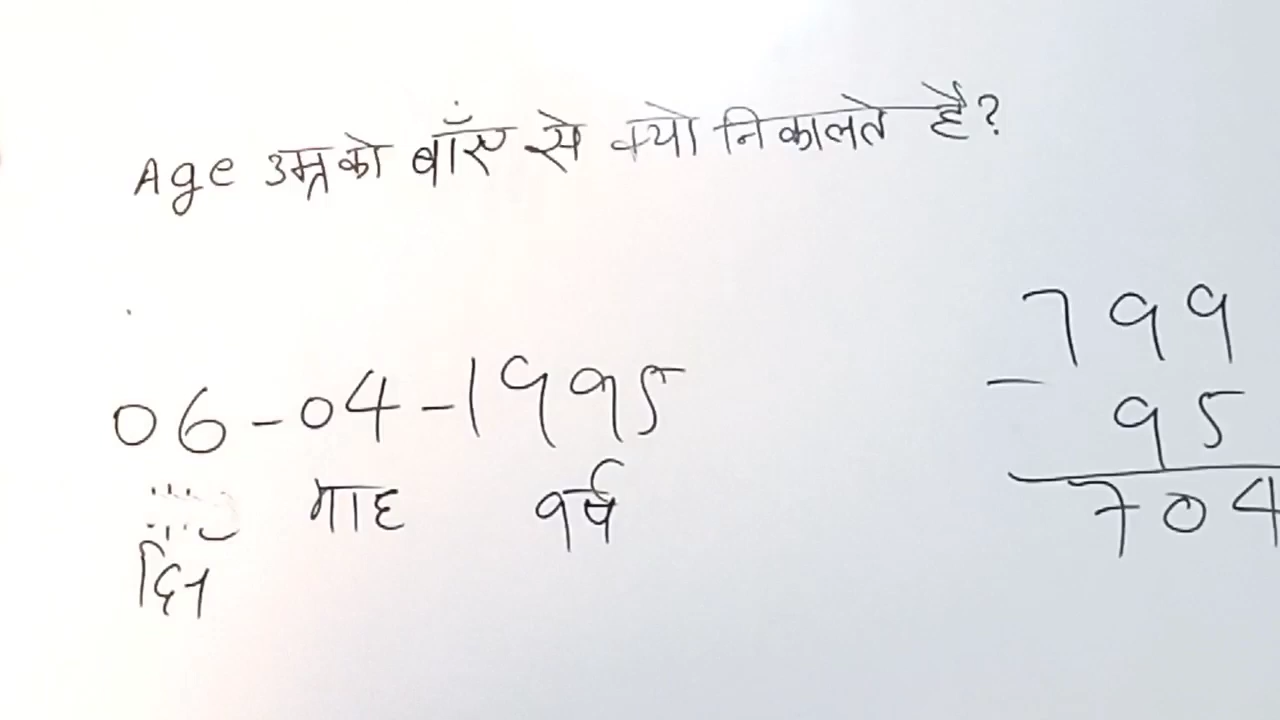 Age उम्र को बाँए से क्यो निकालते है?
06-04-1995
माह वर्ष
दिन
799
- 95
704